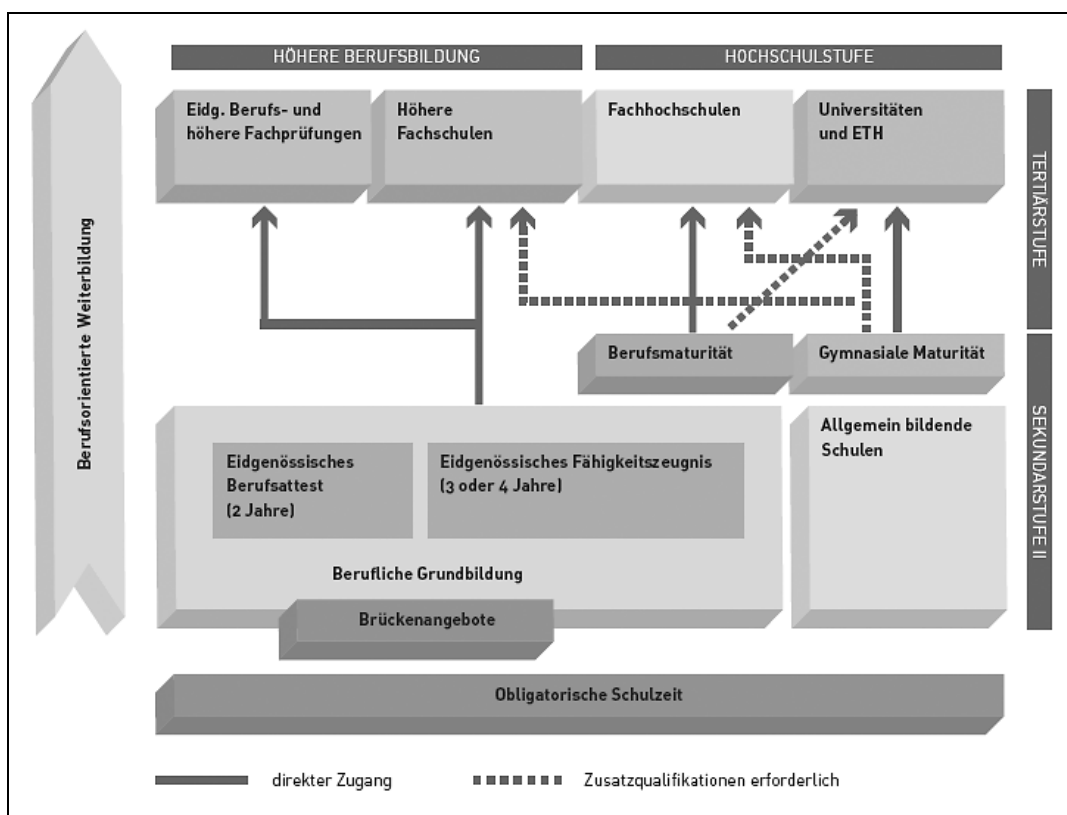 HÖHERE BERUFSBILDUNG
HOCHSCHULSTUFE
Eidg. Berufs- und
höhere Fachprüfungen
Höhere
Fachschulen
Fachhochschulen
Universitäten
und ETH
TERTIÄRSTUFE
Berufsorientierte Weiterbildung
Berufsmaturität
Gymnasiale Maturität
SEKUNDARSTUFE II
Allgemein bildende
Schulen
Eidgenössisches
Berufsattest
(2 Jahre)
Eidgenössisches Fähigkeitszeugnis
(3 oder 4 Jahre)
Berufliche Grundbildung
Brückenangebote
Obligatorische Schulzeit
direkter Zugang
Zusatzqualifikationen erforderlich